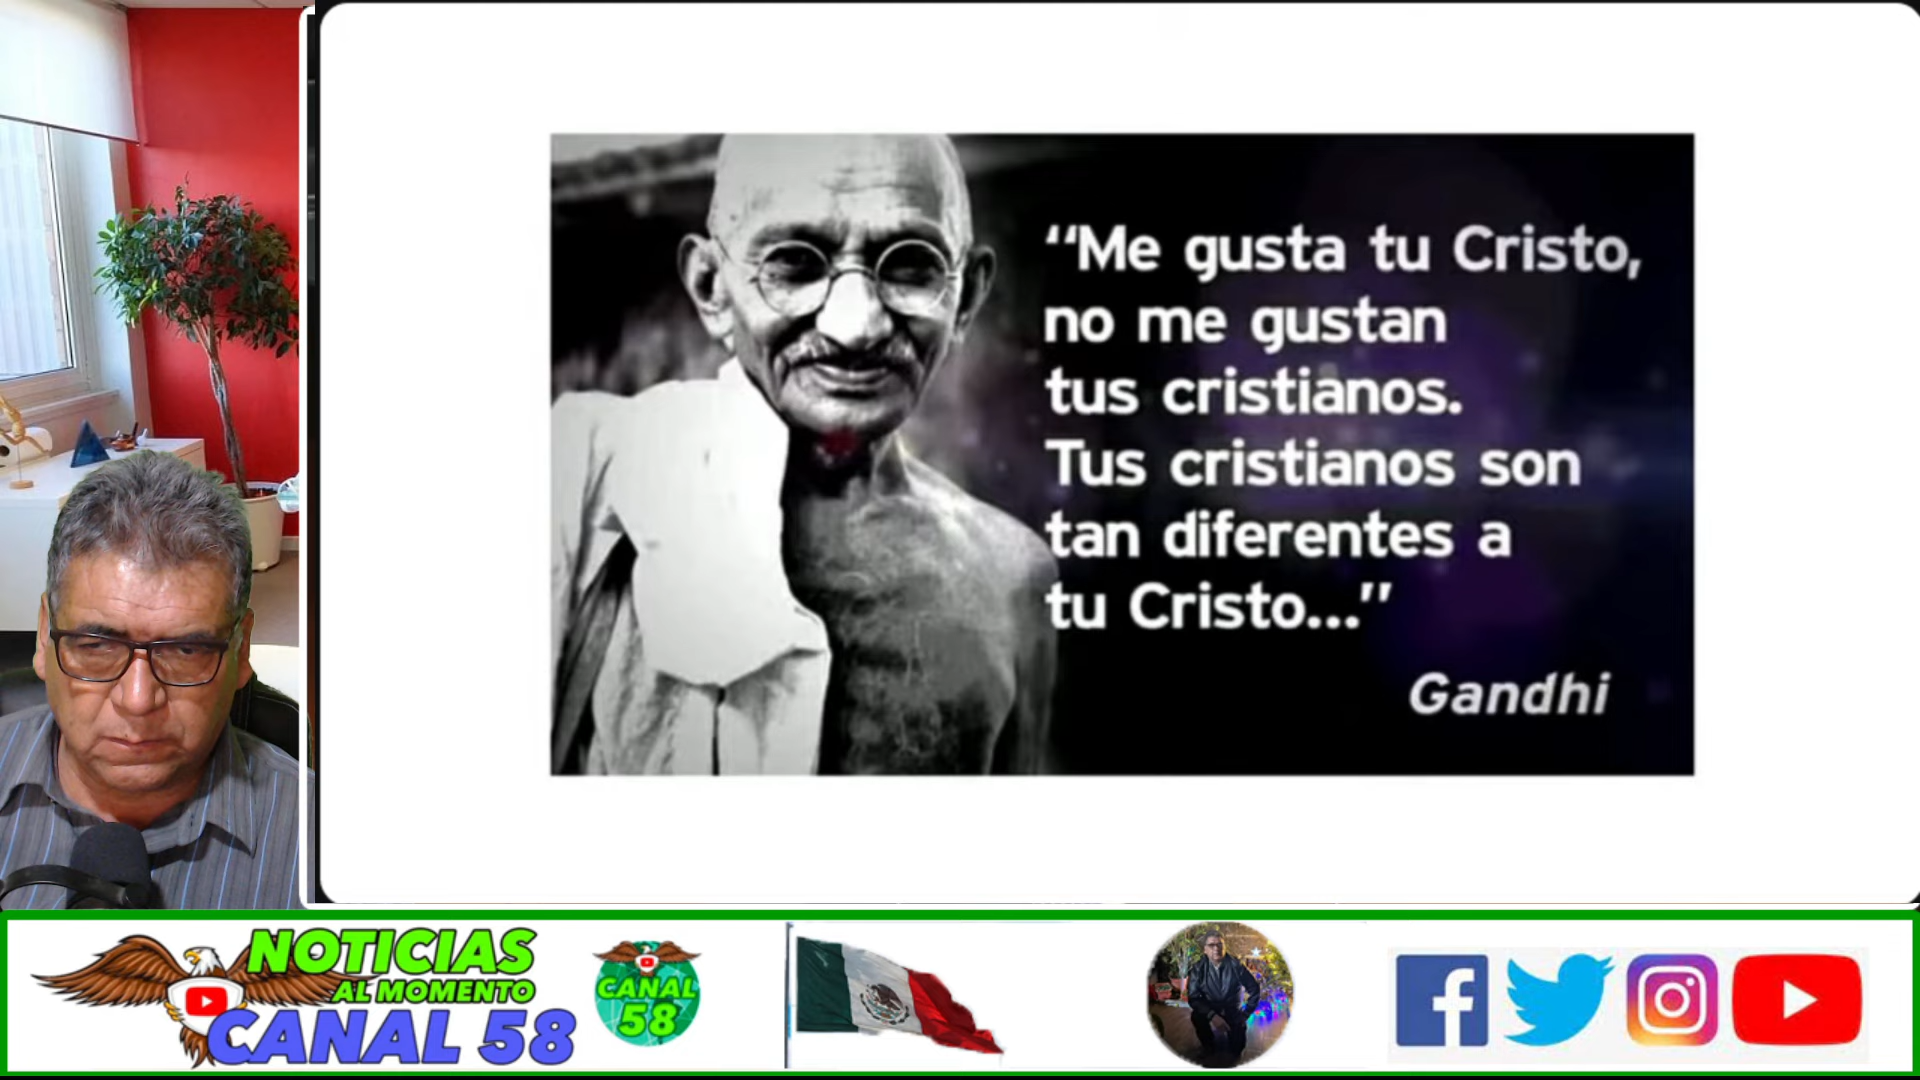 “Me gusta tu Cristo,
no me gustan
tus cristianos.
Tus cristianos son
tan diferentes a
tu Cristo...”
Gandhi
NOTICIAS
AL MOMENTO
CANAL 58
CANAL
58